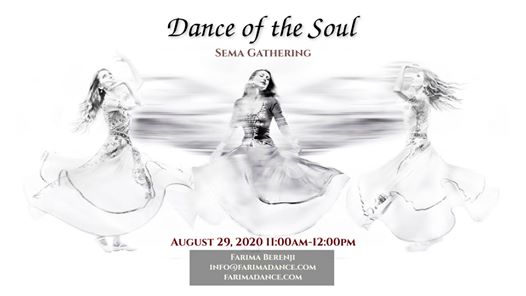 Dance of the Soul
Sema Gathering
August 29, 2020 11:00am-12:00pm
Farima Berenji
info@farimadance.com
farimadance.com